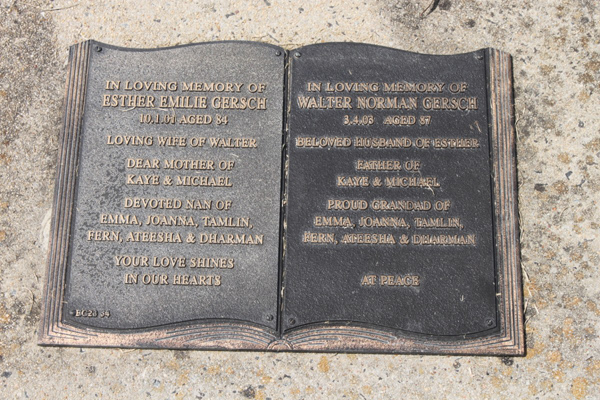 IN LOVING MEMORY OF
ESTHER EMILIE GERSCH
10.1.01 AGED 84
LOVING WIFE OF WALTER
DEAR MOTHER OF
KAYE & MICHAEL
DEVOTED NAN OF
EMMA, JOANNA, TAMLIN,
FERN, ATEESHA & DHARMAN
YOUR LOVE SHINES
IN OUR HEARTS
EG23 34
IN LOVING MEMORY OF
WALTER NORMAN GERSCH
3.4.03 AGED 87
BELOVED HUSBAND OF ESTHER
FATHER OF
KAYE & MICHAEL
PROUD GRANDAD OF
EMMA, JOANNA, TAMLIN,
FERN, ATEESHA & DHARMAN
AT PEACE